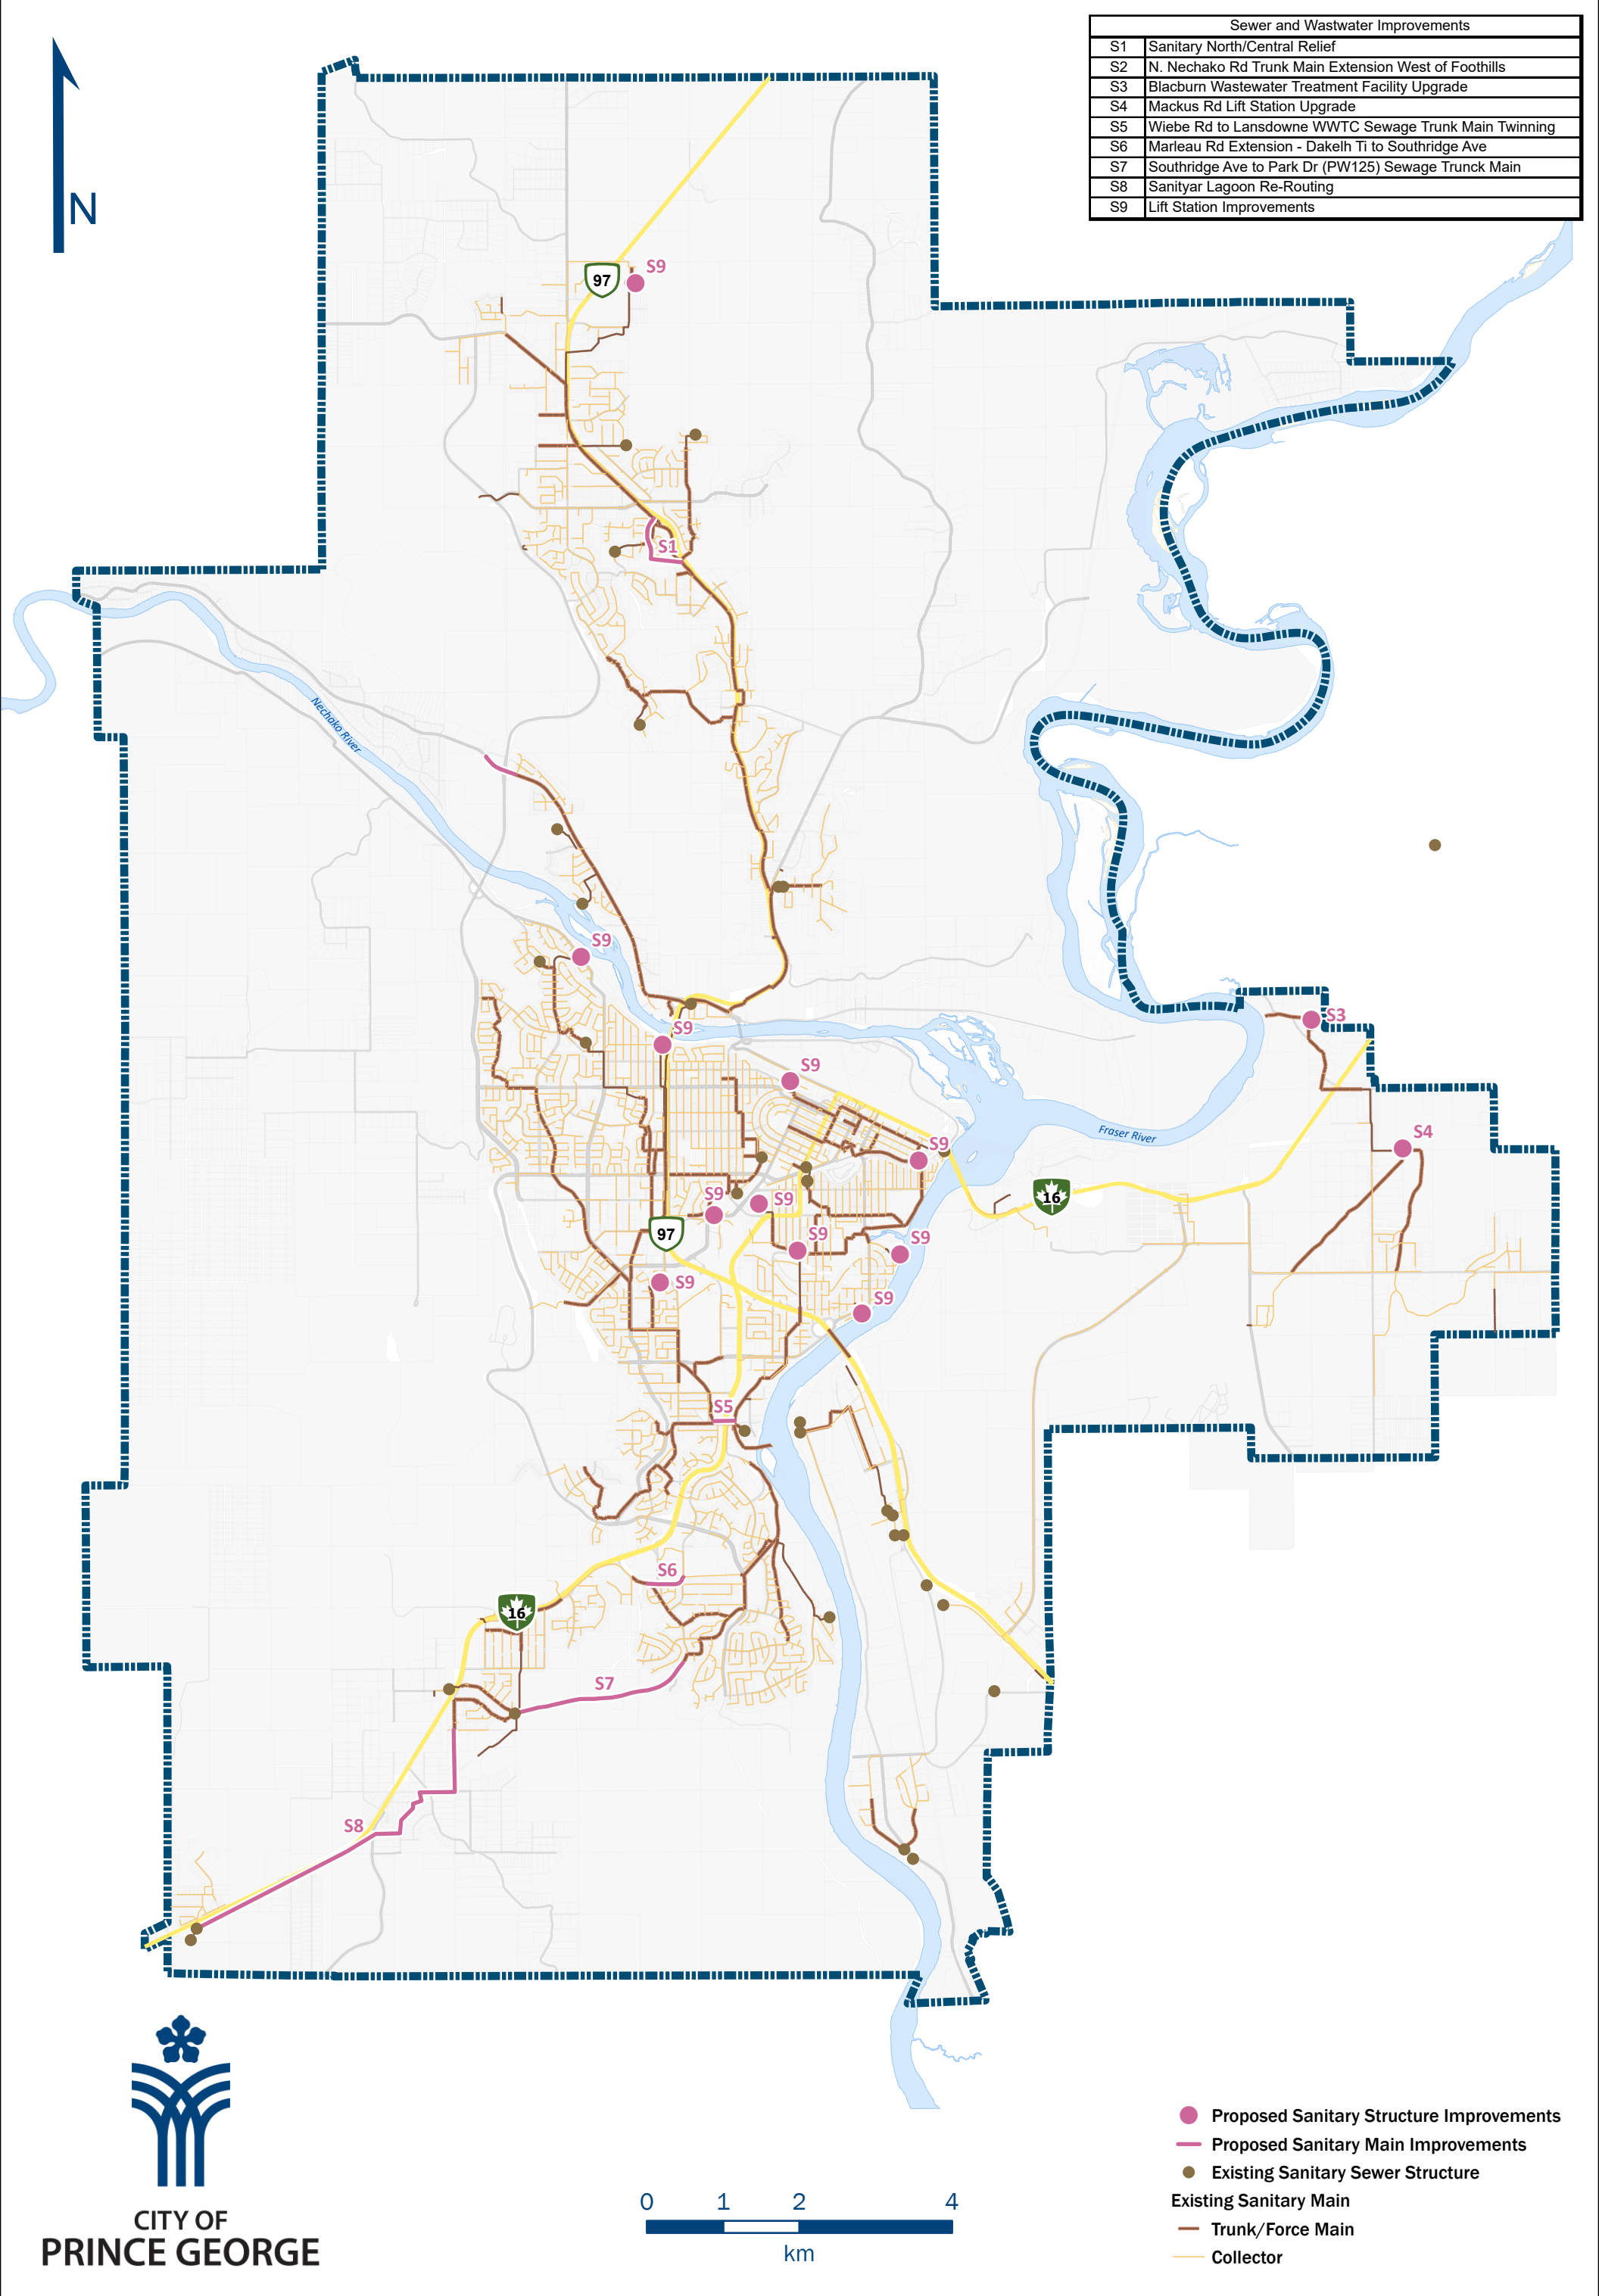 Sewer and Wastwater Improvements
S1 Sanitary North/Central Relief
S2 N. Nechako Rd Trunk Main Extension West of Foothills
S3 Blacburn Wastewater Treatment Facility Upgrade
S4 Mackus Rd Lift Station Upgrade
S5 Wiebe Rd to Lansdowne WWTC Sewage Trunk Main Twinning
S6 Marleau Rd Extension - Dakelh Ti to Southridge Ave
S7 Southridge Ave to Park Dr (PW125) Sewage Trunck Main
S8 Sanityar Lagoon Re-Routing
S9 Lift Station Improvements
N
97
S9
S1
Nechako River
S9
S9
S3
S9
Fraser River
S4
S9
16
S9
S9
97
S9
S9
S9
S9
S5
S6
16
S7
S8
CITY OF
PRINCE GEORGE
0 1 2 4
km
Proposed Sanitary Structure Improvements
Proposed Sanitary Main Improvements
Existing Sanitary Sewer Structure
Existing Sanitary Main
Trunk/Force Main
Collector